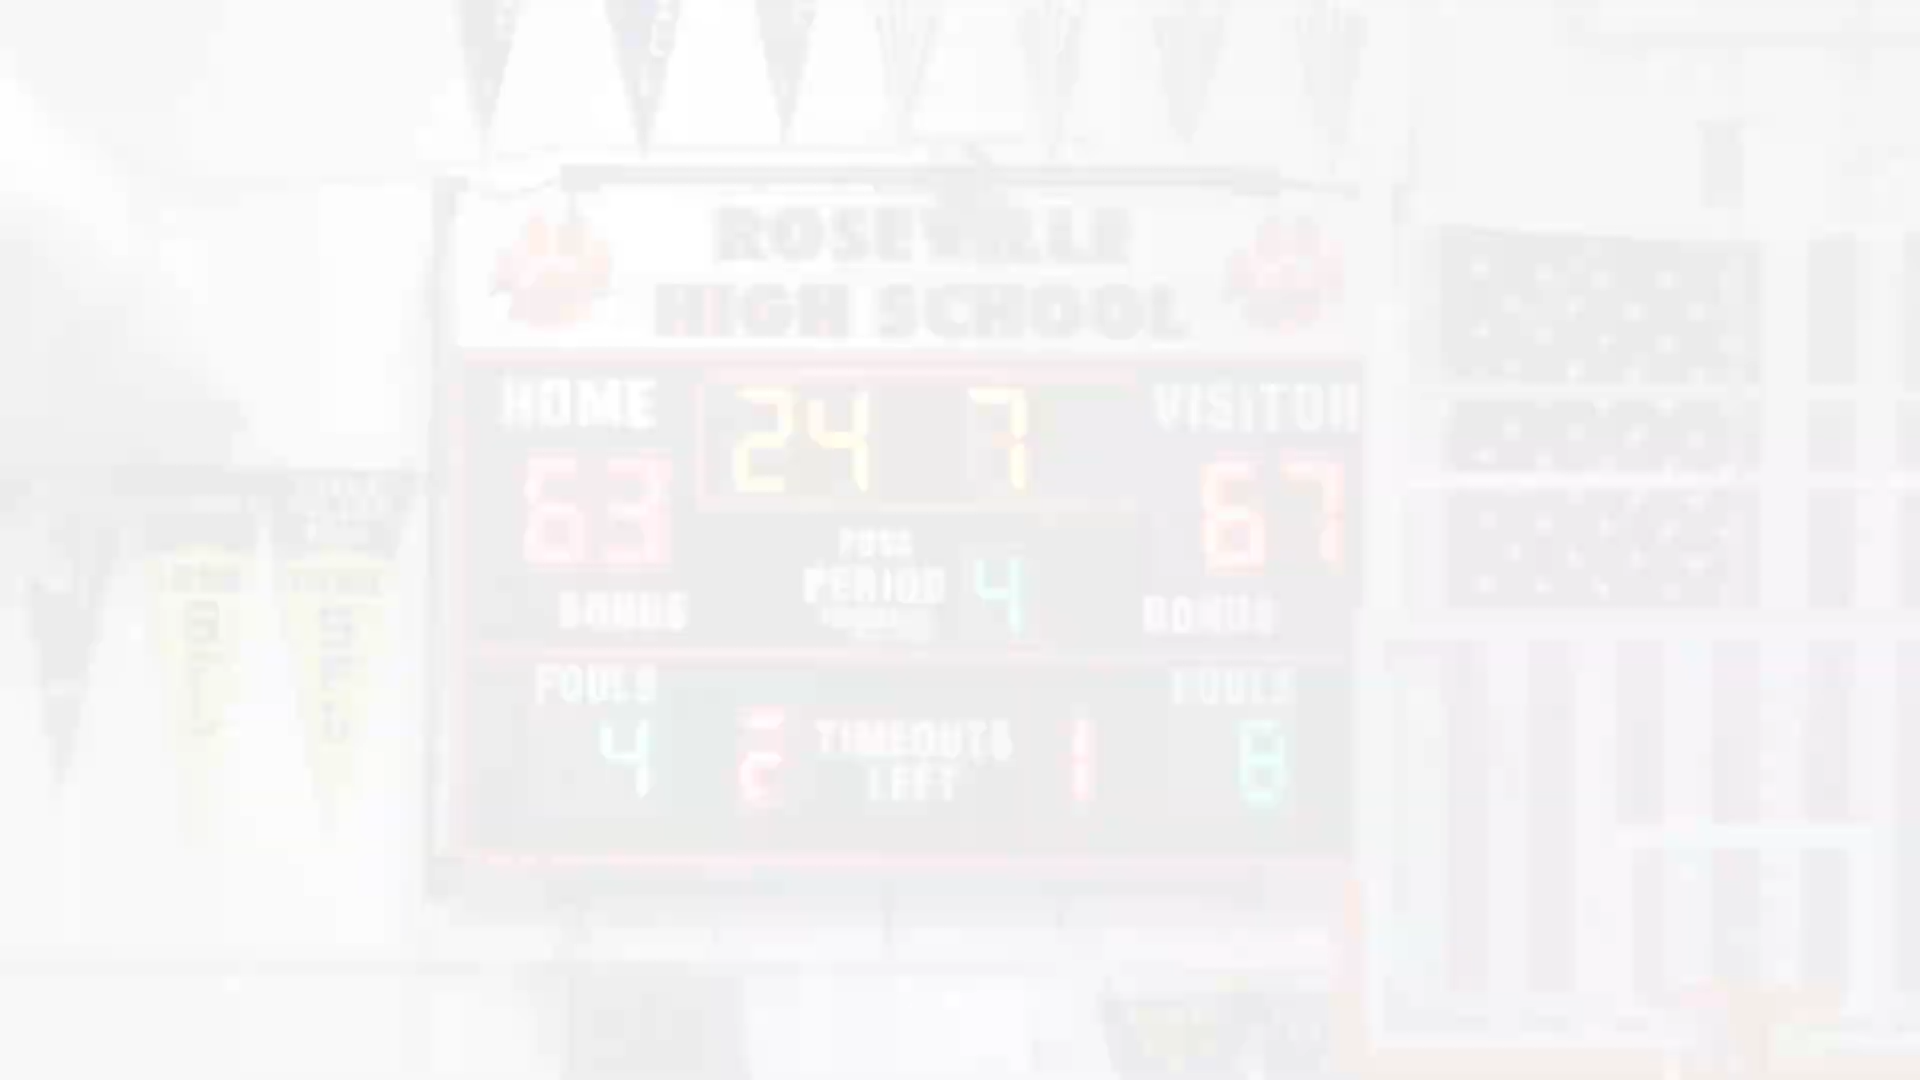 ROSEVILLE
HIGH SCHOOL
HOME 24 7 VISITOR
63 67
POSS
PERIOD 4
BONUS BONUS
FOULS FOULS
4 2 TIMEOUTS 1 8
LEFT